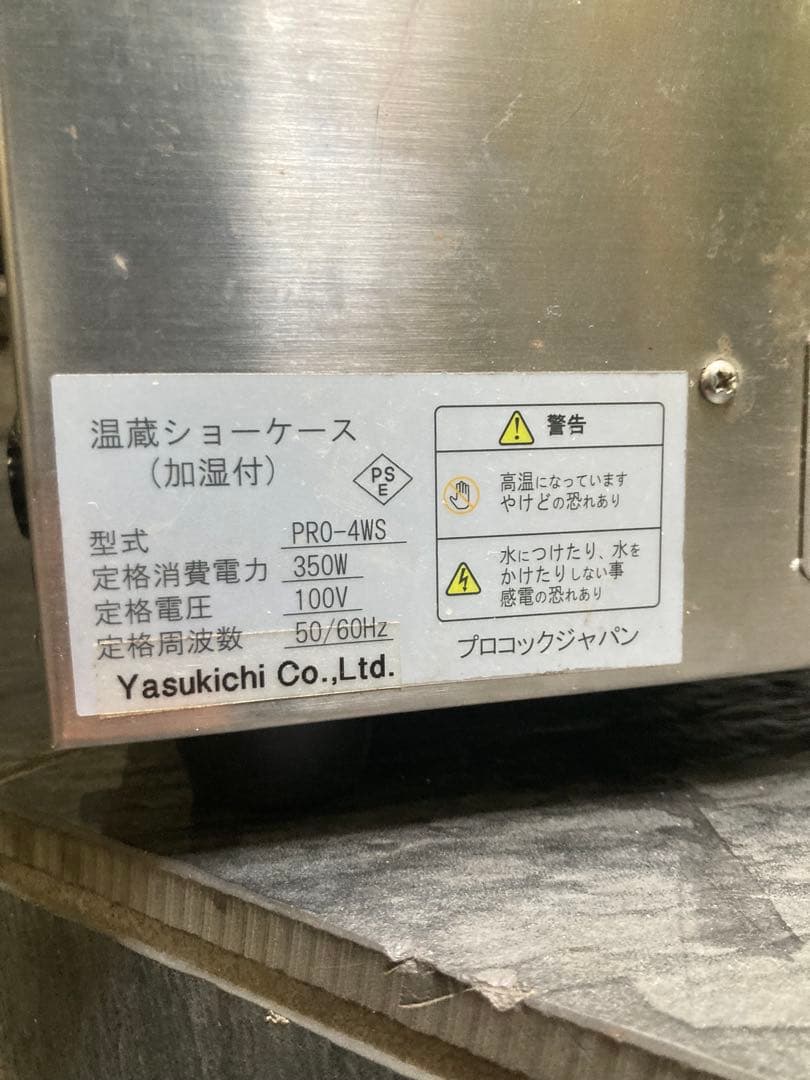 温蔵ショーケース
（加湿付）
PS
E
型式 PRO-4WS
定格消費電力 350W
定格電圧 100V
定格周波数 50/60Hz
Yasukichi Co.,Ltd.
警告
高温になっています
やけどの恐れあり
水につけたり、水を
かけたりしない事
感電の恐れあり
プロコックジャパン